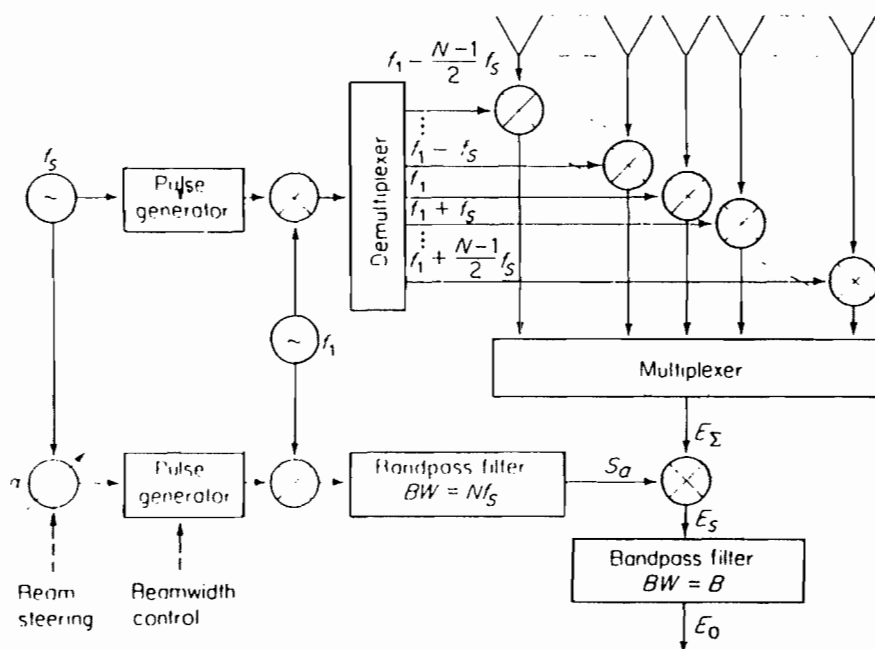 f₁ − (N−1)/2 f_S
⋮
f₁ − f_S
f₁
f₁ + f_S
⋮
f₁ + (N−1)/2 f_S
Demultiplexer
f_S
~
Pulse
generator
~
f₁
×
Multiplexer
E_Σ
Pulse
generator
Bandpass filter
BW = Nf_S
S_a
×
E_S
Bandpass filter
BW = B
E₀
Beam
steering
Beamwidth
control